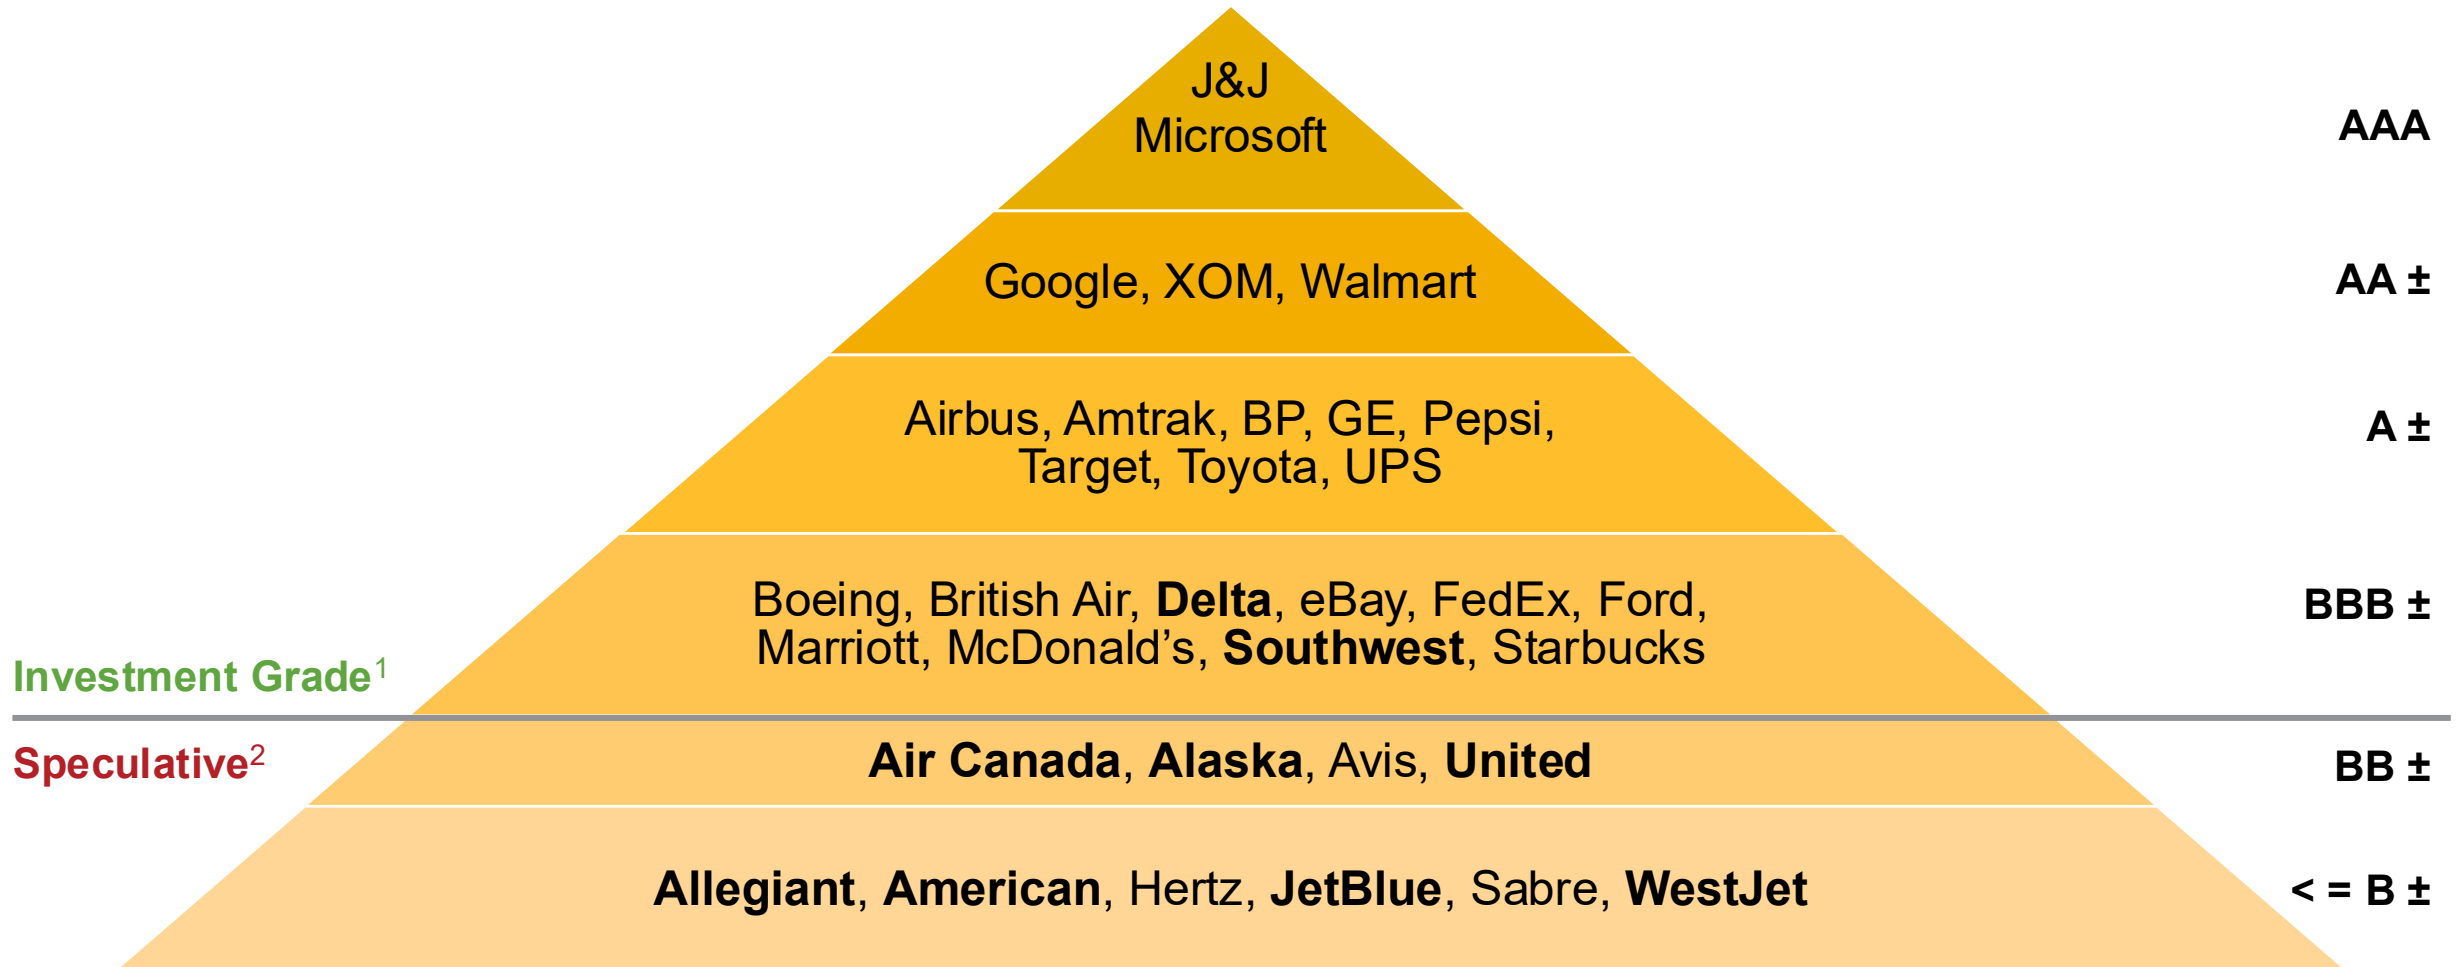 J&J
Microsoft
AAA
Google, XOM, Walmart
AA ±
Airbus, Amtrak, BP, GE, Pepsi,
Target, Toyota, UPS
A ±
Boeing, British Air, Delta, eBay, FedEx, Ford,
Marriott, McDonald’s, Southwest, Starbucks
BBB ±
Investment Grade1
Speculative2
Air Canada, Alaska, Avis, United
BB ±
Allegiant, American, Hertz, JetBlue, Sabre, WestJet
< = B ±